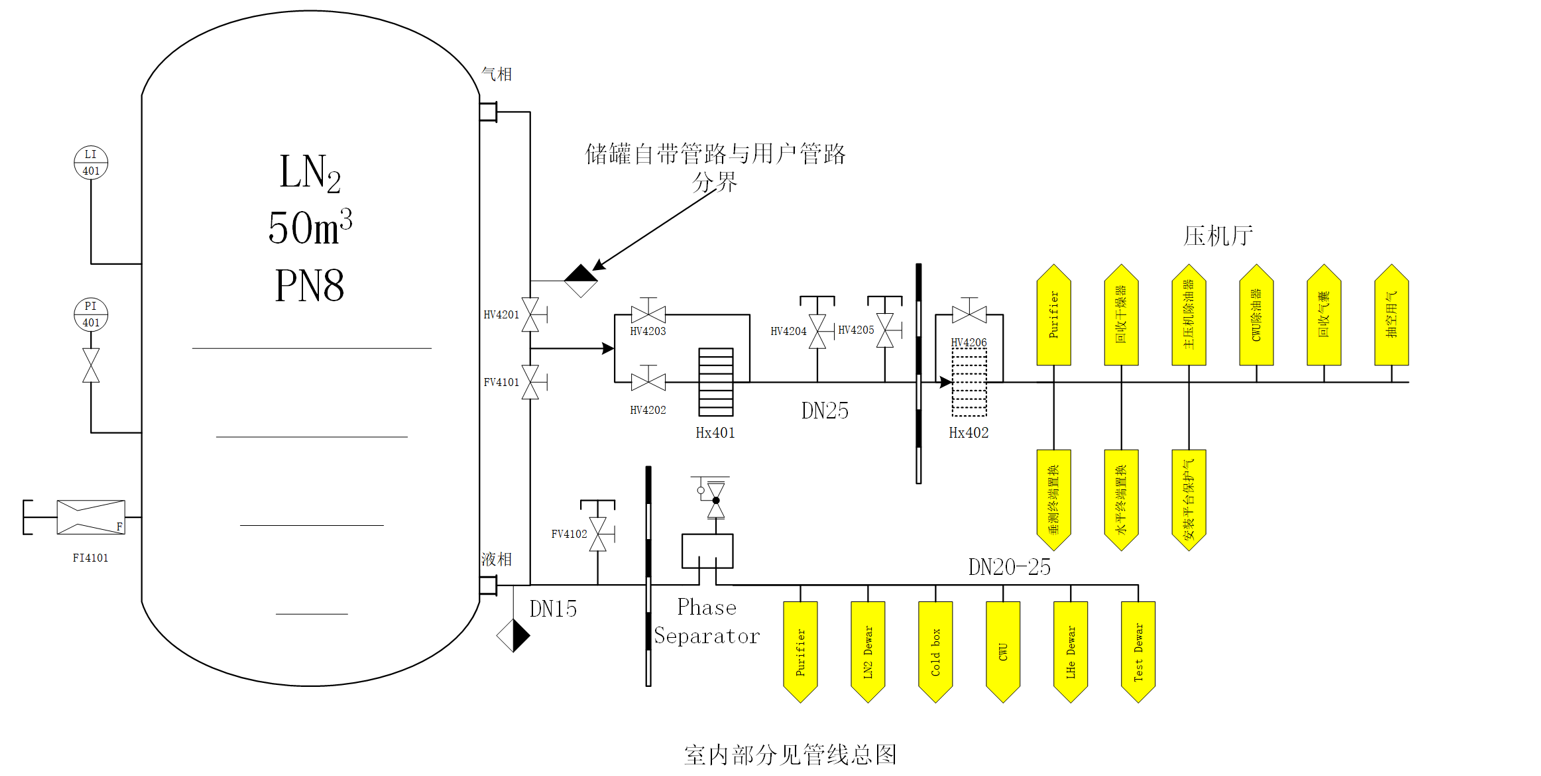 气相
储罐自带管路与用户管路
分界
LI
401
LN₂
50m³
PN8
压机厅
PI
401
Purifier
回收干燥器
主压机除油器
CWU除油器
回收气囊
抽空用气
HV4201
HV4203
HV4204
HV4205
HV4206
FV4101
HV4202
DN25
Hx401
Hx402
垂测终端置换
水平终端置换
安装平台保护气
F
FI4101
FV4102
液相
DN20-25
DN15
Phase
Separator
Purifier
LN2 Dewar
Cold box
CWU
LHe Dewar
Test Dewar
室内部分见管线总图